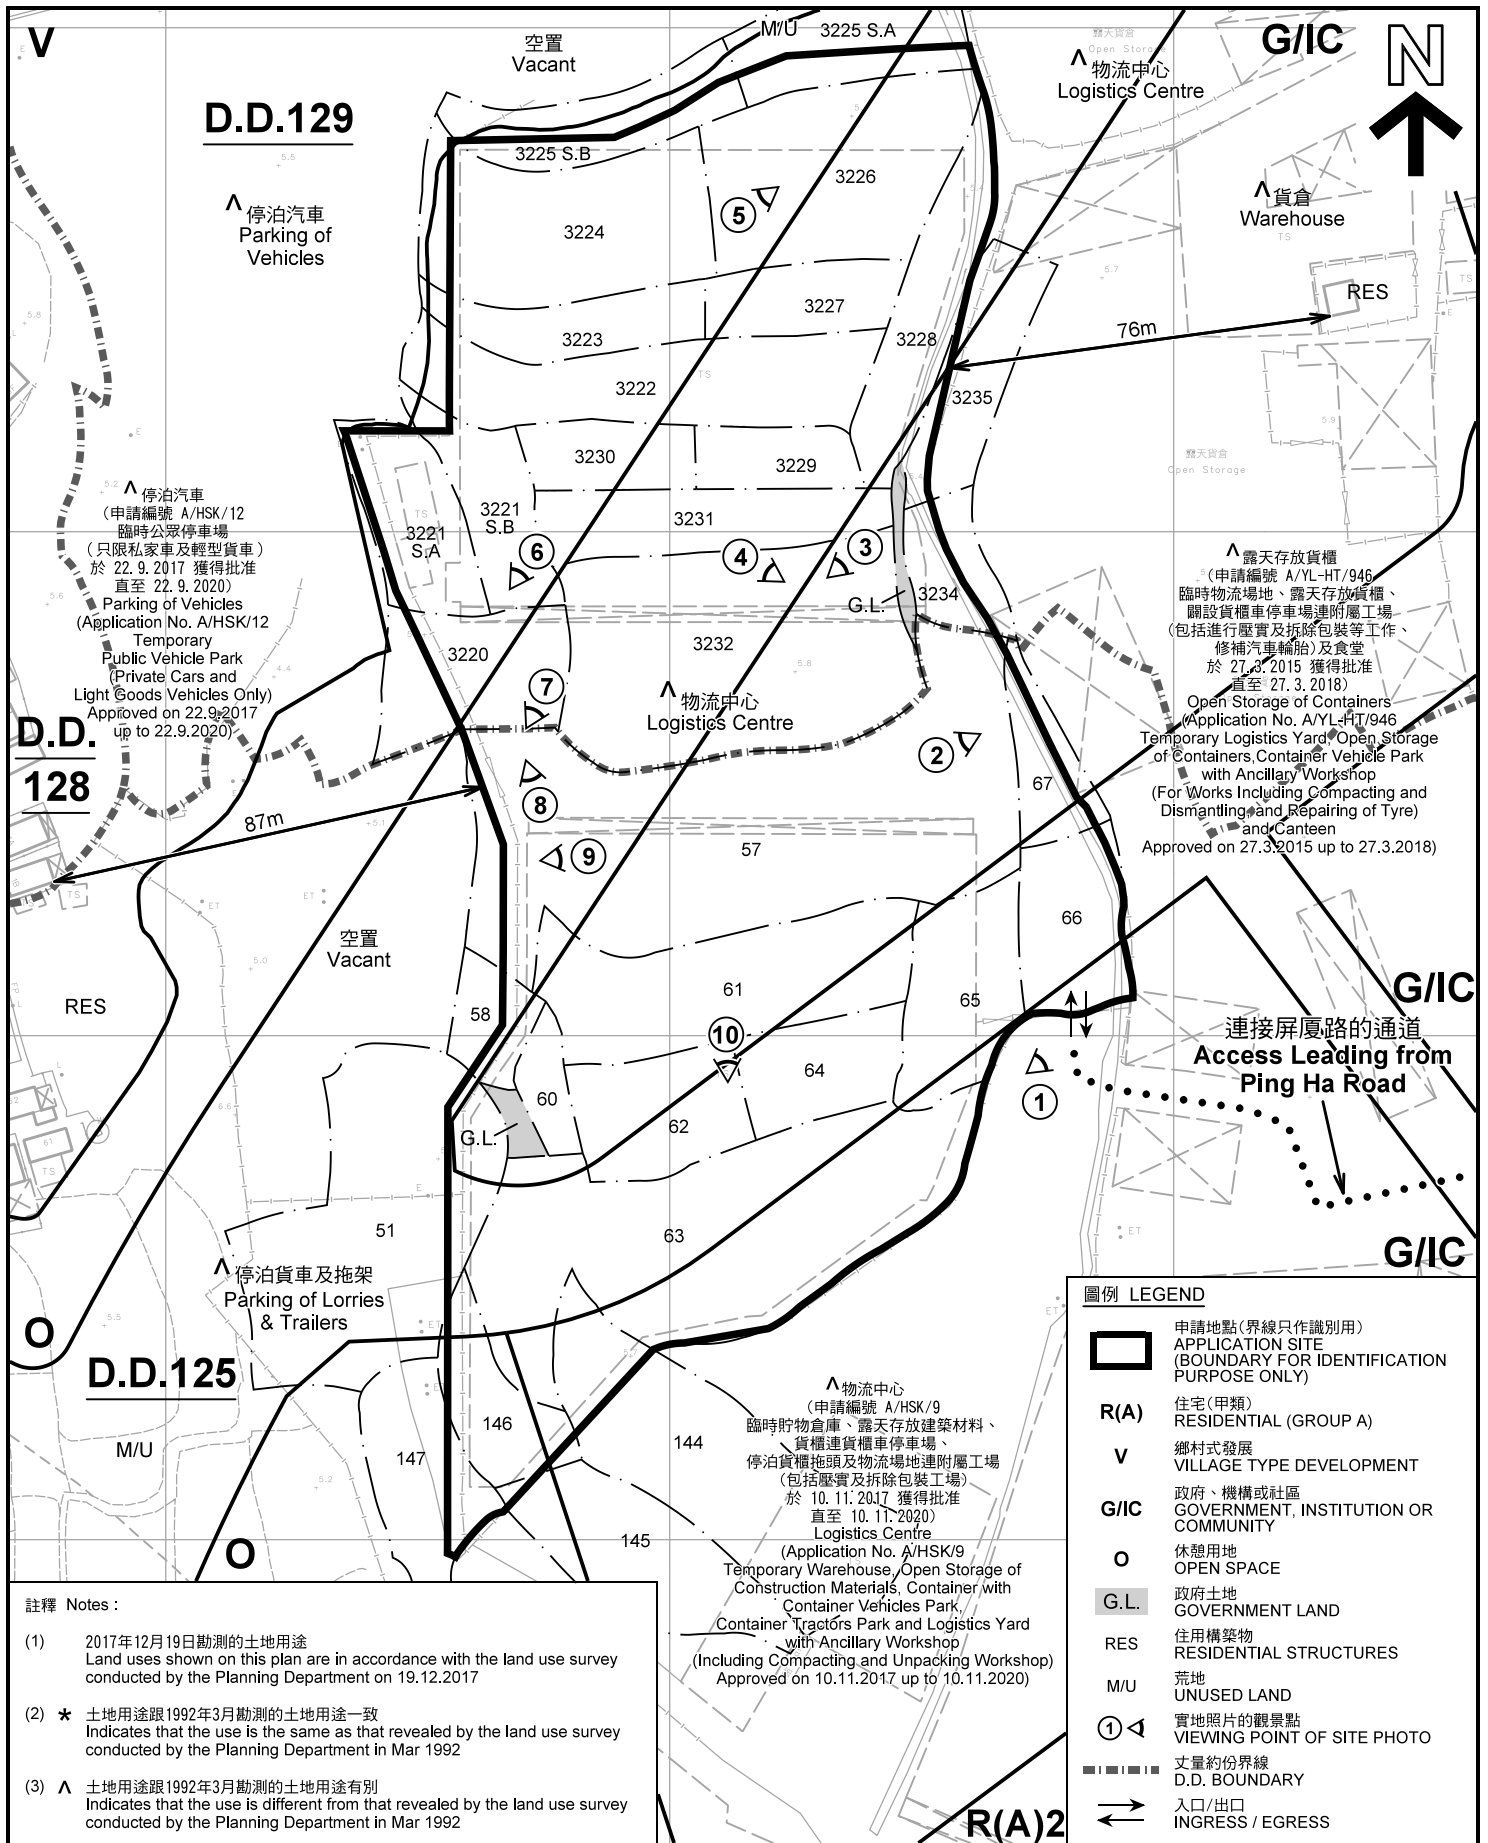 V
空置
Vacant
M/U
3225 S.A
露天貨倉
Open Storage
G/IC
N
^ 物流中心
Logistics Centre
D.D.129
3225 S.B
3226
5
^ 貨倉
Warehouse
^ 停泊汽車
Parking of
Vehicles
3224
RES
3227
76m
3223
3228
3222
3235
3230
3229
露天貨倉
Open Storage
^ 停泊汽車
(申請編號 A/HSK/12
臨時公眾停車場
(只限私家車及輕型貨車)
於 22.9.2017 獲得批准
直至 22.9.2020)
Parking of Vehicles
(Application No. A/HSK/12
Temporary
Public Vehicle Park
(Private Cars and
Light Goods Vehicles Only)
Approved on 22.9.2017
up to 22.9.2020)
3221
S.A
3221
S.B
3231
6
4
3
G.L.
3234
^ 露天存放貨櫃
(申請編號 A/YL-HT/946
臨時物流場地、露天存放貨櫃、
闢設貨櫃車停車場連附屬工場
(包括進行壓實及拆除包裝等工作、
修補汽車輪胎)及食堂
於 27.3.2015 獲得批准
直至 27.3.2018)
Open Storage of Containers
(Application No. A/YL-HT/946
Temporary Logistics Yard, Open Storage
of Containers,Container Vehicle Park
with Ancillary Workshop
(For Works Including Compacting and
Dismantling,and Repairing of Tyre)
and Canteen
Approved on 27.3.2015 up to 27.3.2018)
3220
3232
7
^ 物流中心
Logistics Centre
2
D.D.
128
67
8
87m
9
57
66
空置
Vacant
RES
58
61
65
G/IC
10
連接屏厦路的通道
Access Leading from
Ping Ha Road
60
64
1
G.L.
62
51
63
G/IC
^ 停泊貨車及拖架
Parking of Lorries
& Trailers
O
D.D.125
M/U
147
146
144
145
O
^ 物流中心
(申請編號 A/HSK/9
臨時貯物倉庫、露天存放建築材料、
貨櫃連貨櫃車停車場、
停泊貨櫃拖頭及物流場地連附屬工場
(包括壓實及拆除包裝工場)
於 10.11.2017 獲得批准
直至 10.11.2020)
Logistics Centre
(Application No. A/HSK/9
Temporary Warehouse, Open Storage of
Construction Materials, Container with
Container Vehicles Park,
Container Tractors Park and Logistics Yard
with Ancillary Workshop
(Including Compacting and Unpacking Workshop)
Approved on 10.11.2017 up to 10.11.2020)
R(A)2
圖例 LEGEND
申請地點(界線只作識別用)
APPLICATION SITE
(BOUNDARY FOR IDENTIFICATION
PURPOSE ONLY)
R(A) 住宅(甲類)
RESIDENTIAL (GROUP A)
V 鄉村式發展
VILLAGE TYPE DEVELOPMENT
G/IC 政府、機構或社區
GOVERNMENT, INSTITUTION OR
COMMUNITY
O 休憩用地
OPEN SPACE
G.L. 政府土地
GOVERNMENT LAND
RES 住用構築物
RESIDENTIAL STRUCTURES
M/U 荒地
UNUSED LAND
1 實地照片的觀景點
VIEWING POINT OF SITE PHOTO
丈量約份界線
D.D. BOUNDARY
入口/出口
INGRESS / EGRESS
註釋 Notes :
(1) 2017年12月19日勘測的土地用途
Land uses shown on this plan are in accordance with the land use survey
conducted by the Planning Department on 19.12.2017
(2) * 土地用途跟1992年3月勘測的土地用途一致
Indicates that the use is the same as that revealed by the land use survey
conducted by the Planning Department in Mar 1992
(3) ^ 土地用途跟1992年3月勘測的土地用途有別
Indicates that the use is different from that revealed by the land use survey
conducted by the Planning Department in Mar 1992